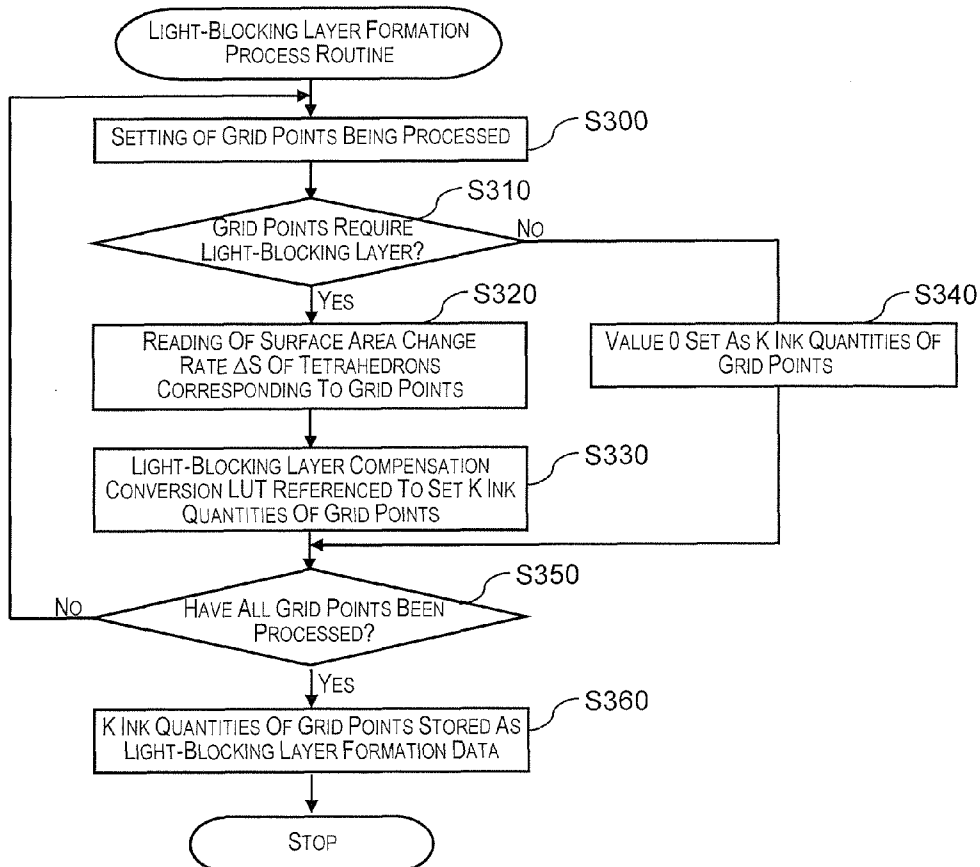 LIGHT-BLOCKING LAYER FORMATION
PROCESS ROUTINE
SETTING OF GRID POINTS BEING PROCESSED
S300
S310
GRID POINTS REQUIRE
LIGHT-BLOCKING LAYER?
NO
YES
S320
READING OF SURFACE AREA CHANGE
RATE ΔS OF TETRAHEDRONS
CORRESPONDING TO GRID POINTS
S340
VALUE 0 SET AS K INK QUANTITIES OF
GRID POINTS
S330
LIGHT-BLOCKING LAYER COMPENSATION
CONVERSION LUT REFERENCED TO SET K INK
QUANTITIES OF GRID POINTS
S350
NO
HAVE ALL GRID POINTS BEEN
PROCESSED?
YES
S360
K INK QUANTITIES OF GRID POINTS STORED AS
LIGHT-BLOCKING LAYER FORMATION DATA
STOP